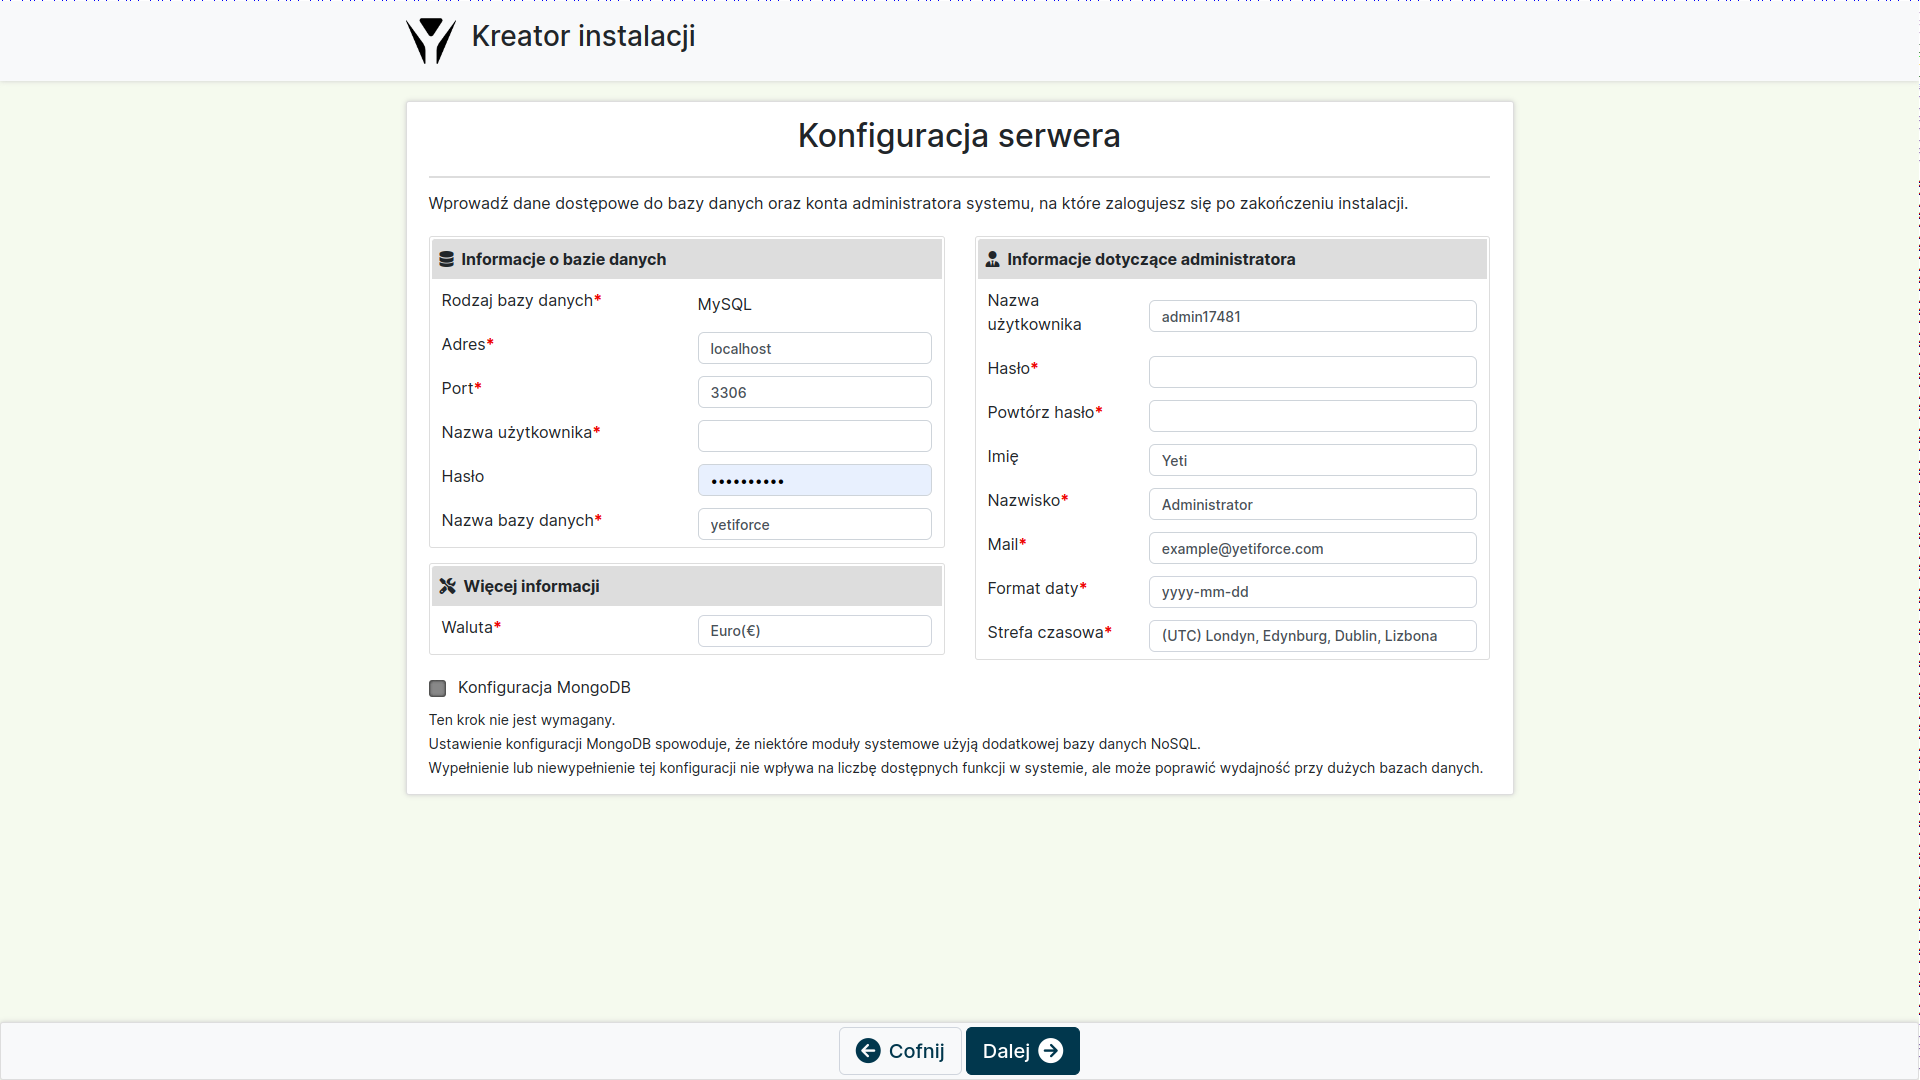 Kreator instalacji
Konfiguracja serwera
Wprowadź dane dostępowe do bazy danych oraz konta administratora systemu, na które zalogujesz się po zakończeniu instalacji.
Informacje o bazie danych
Rodzaj bazy danych*
MySQL
Adres*
localhost
Port*
3306
Nazwa użytkownika*
Hasło
••••••••••
Nazwa bazy danych*
yetiforce
Więcej informacji
Waluta*
Euro(€)
Informacje dotyczące administratora
Nazwa
użytkownika
admin17481
Hasło*
Powtórz hasło*
Imię
Yeti
Nazwisko*
Administrator
Mail*
example@yetiforce.com
Format daty*
yyyy-mm-dd
Strefa czasowa*
(UTC) Londyn, Edynburg, Dublin, Lizbona
Konfiguracja MongoDB
Ten krok nie jest wymagany.
Ustawienie konfiguracji MongoDB spowoduje, że niektóre moduły systemowe użyją dodatkowej bazy danych NoSQL.
Wypełnienie lub niewypełnienie tej konfiguracji nie wpływa na liczbę dostępnych funkcji w systemie, ale może poprawić wydajność przy dużych bazach danych.
Cofnij
Dalej